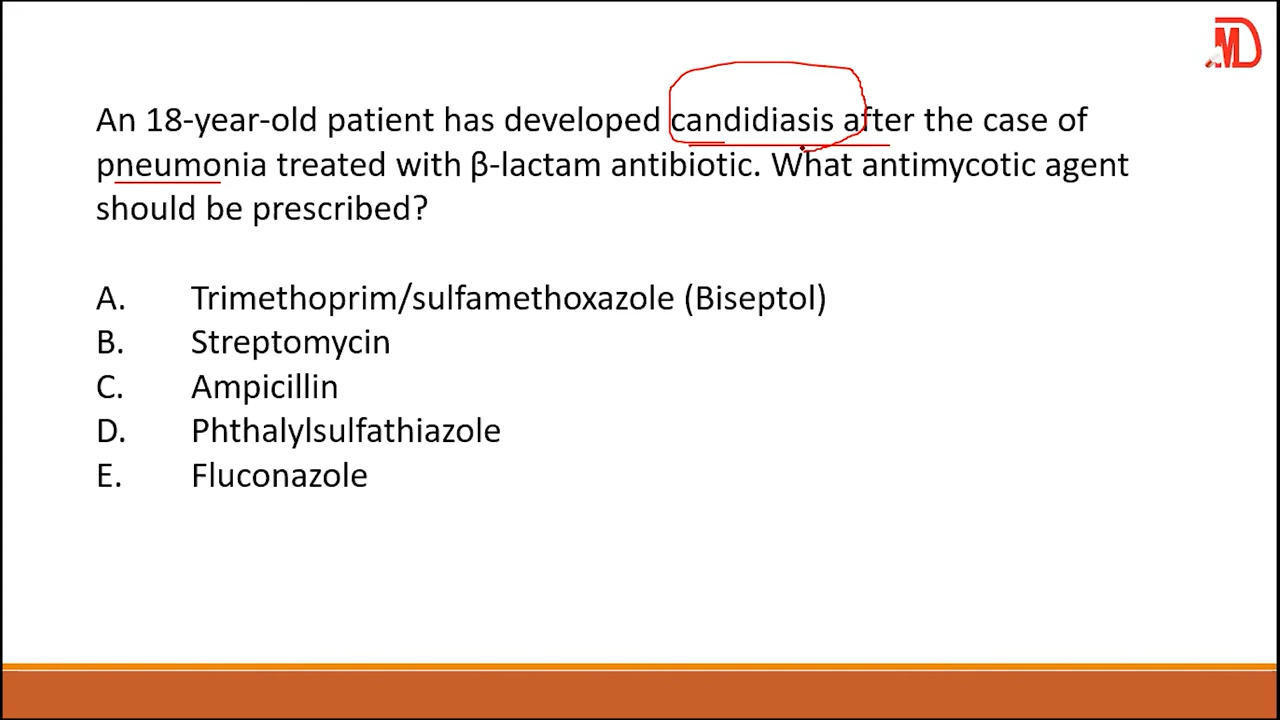 MD
An 18-year-old patient has developed candidiasis after the case of
pneumonia treated with β-lactam antibiotic. What antimycotic agent
should be prescribed?
A. Trimethoprim/sulfamethoxazole (Biseptol)
B. Streptomycin
C. Ampicillin
D. Phthalylsulfathiazole
E. Fluconazole